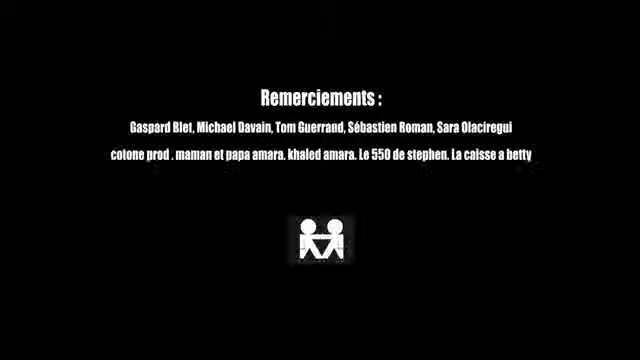 Remerciements :
Gaspard Blet, Michael Davain, Tom Guerrand, Sébastien Roman, Sara Olaciregui
cotone prod . maman et papa amara. khaled amara. Le 550 de stephen. La caisse a betty